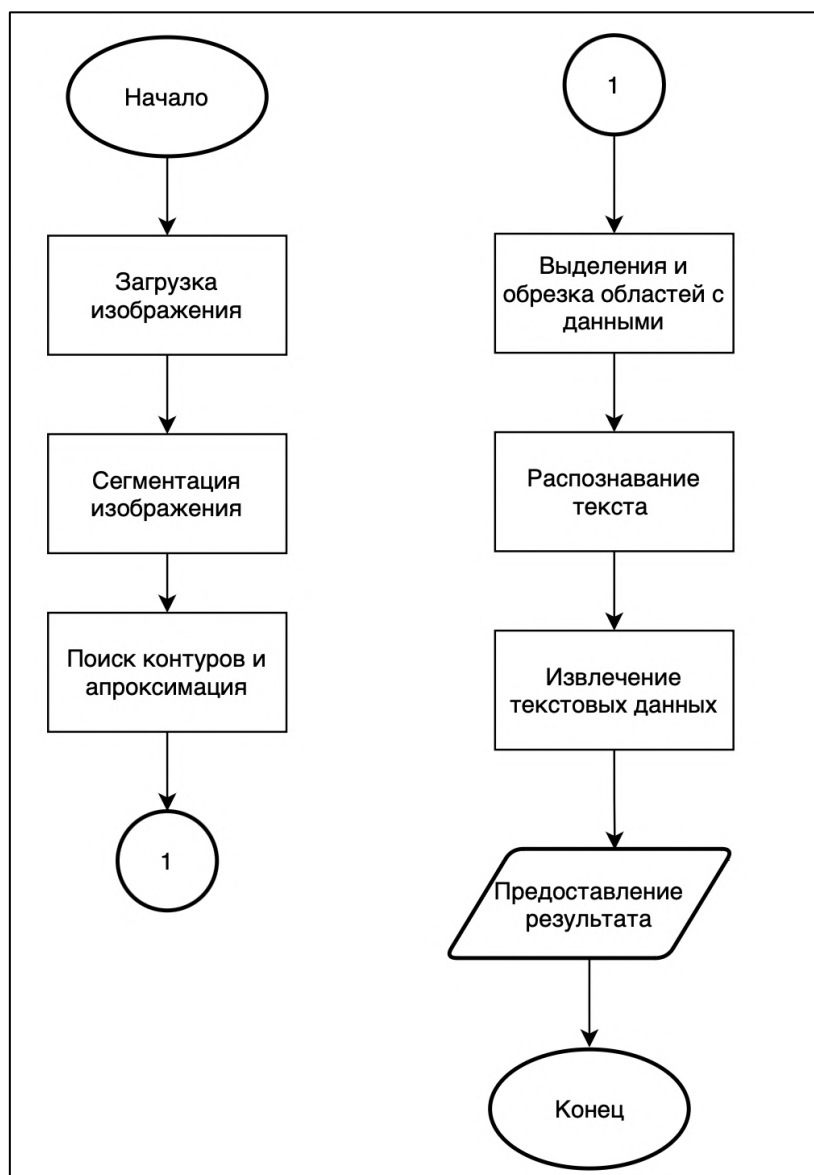 Начало
Загрузка
изображения
Сегментация
изображения
Поиск контуров и
апроксимация
1
1
Выделения и
обрезка областей с
данными
Распознавание
текста
Извлечение
текстовых данных
Предоставление
результата
Конец